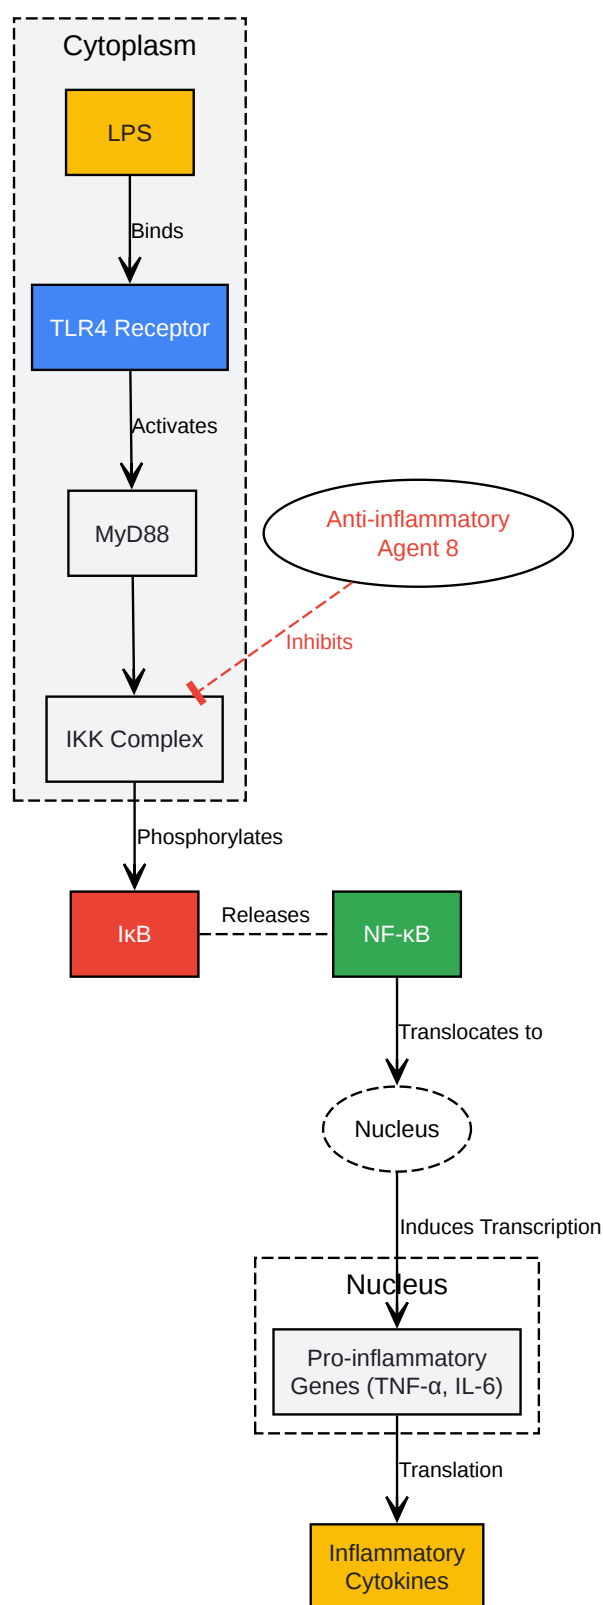 Cytoplasm
LPS
Binds
TLR4 Receptor
Activates
MyD88
Anti-inflammatory
Agent 8
Inhibits
IKK Complex
Phosphorylates
IκB
Releases
NF-κB
Translocates to
Nucleus
Induces Transcription
Nucleus
Pro-inflammatory
Genes (TNF-α, IL-6)
Translation
Inflammatory
Cytokines